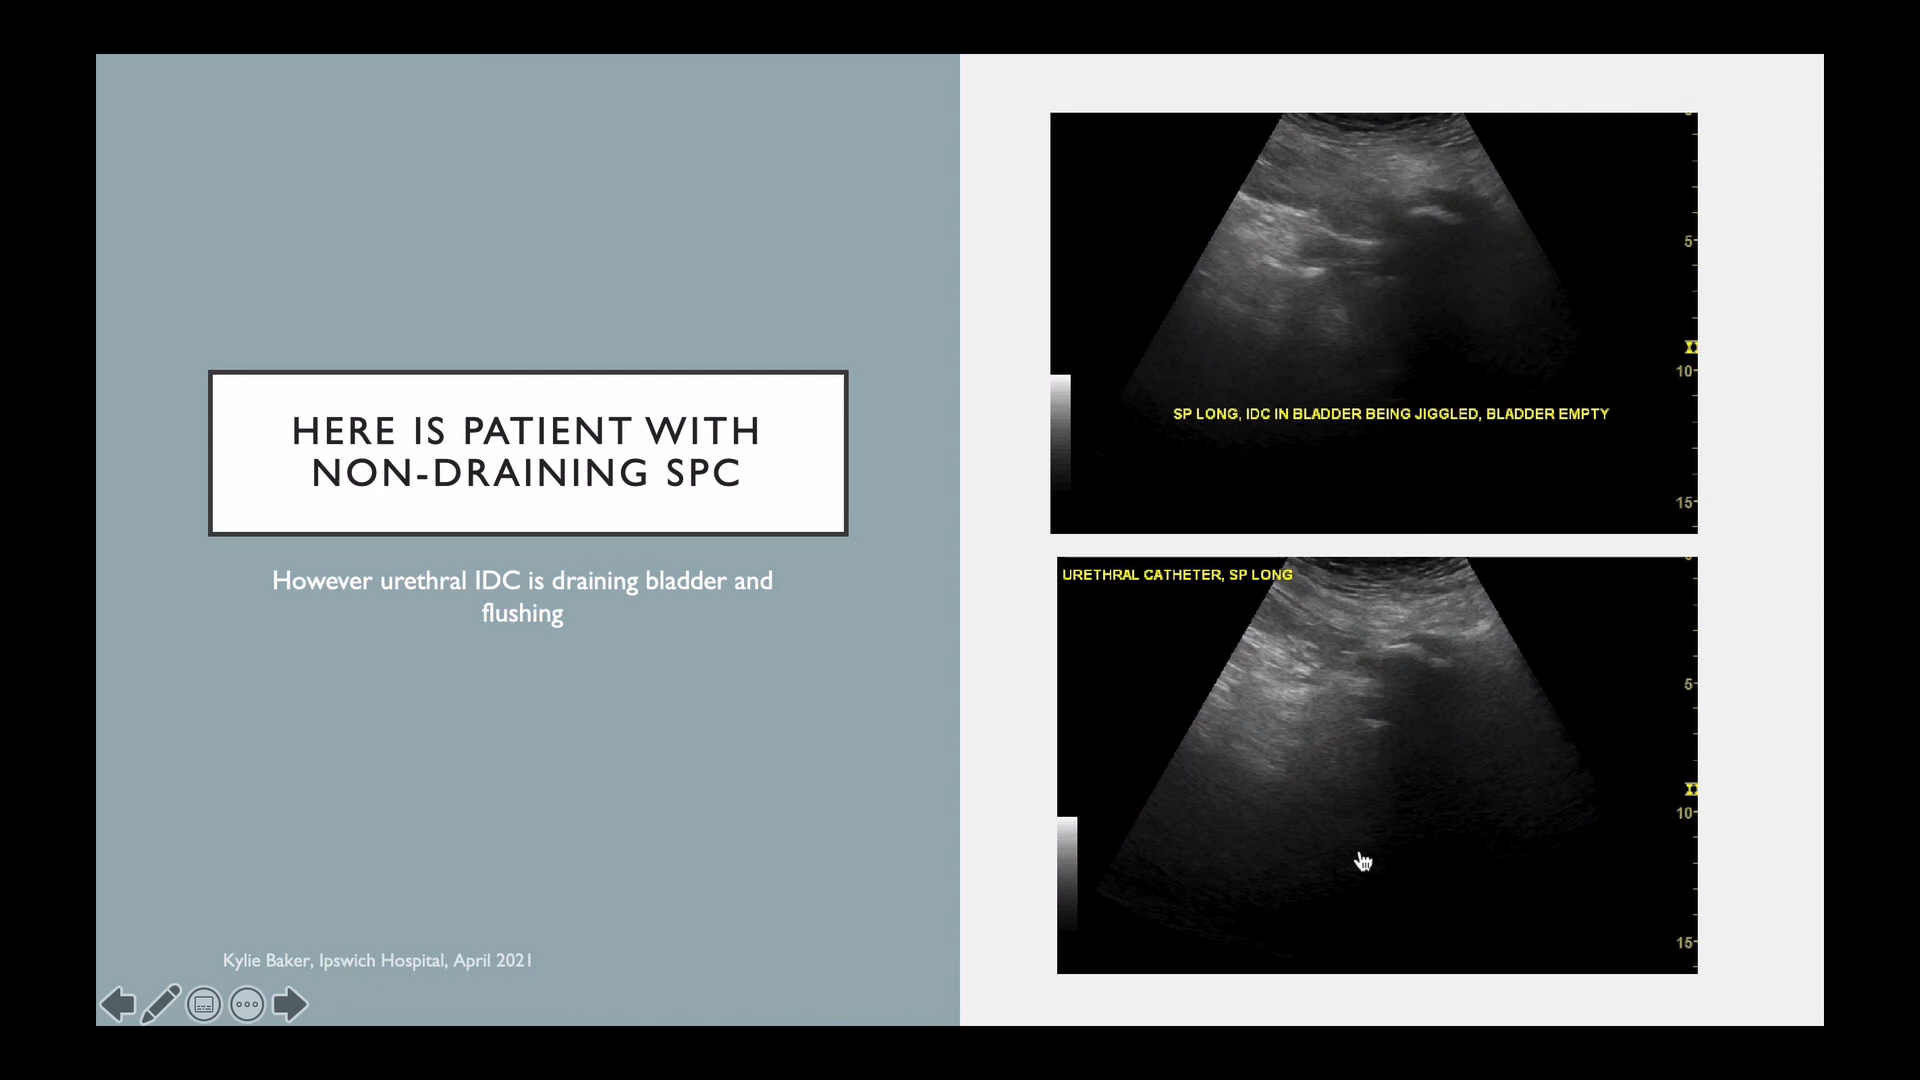 HERE IS PATIENT WITH
NON-DRAINING SPC
However urethral IDC is draining bladder and
flushing
Kylie Baker, Ipswich Hospital, April 2021
5
10
SP LONG, IDC IN BLADDER BEING JIGGLED, BLADDER EMPTY
15
URETHRAL CATHETER, SP LONG
5
10
15